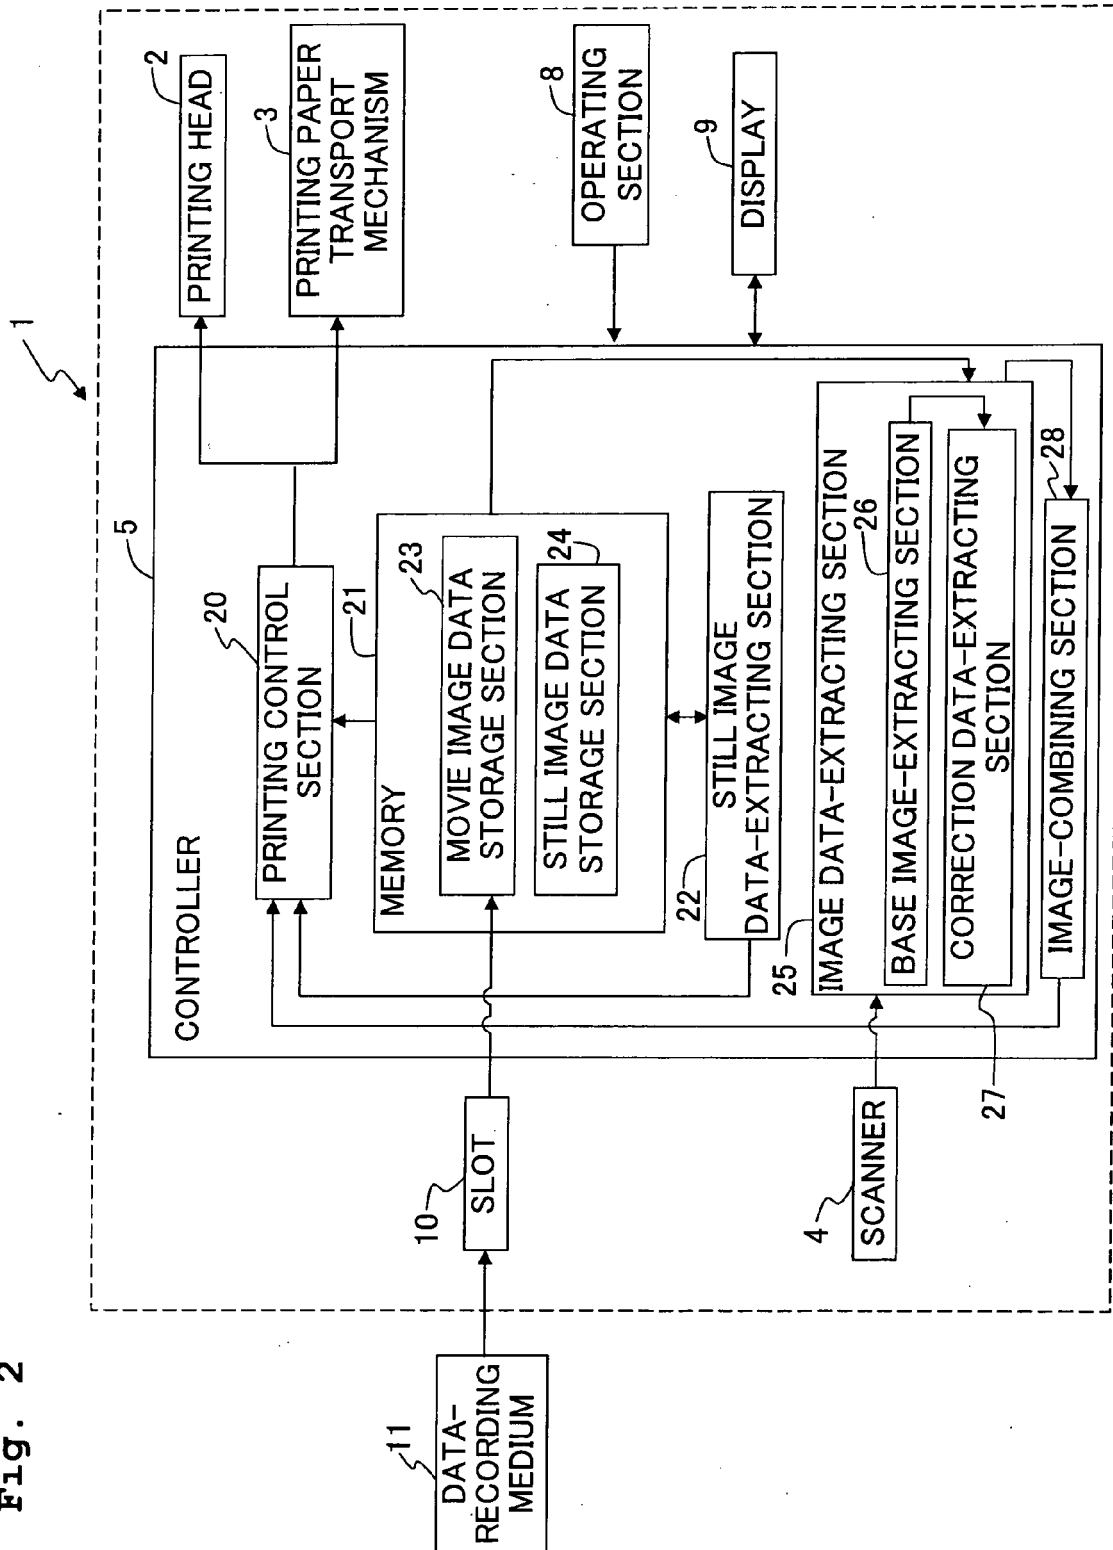 Fig. 2
1
5
CONTROLLER
20
PRINTING CONTROL
SECTION
2
PRINTING HEAD
3
PRINTING PAPER
TRANSPORT
MECHANISM
21
MEMORY
23
MOVIE IMAGE DATA
STORAGE SECTION
24
STILL IMAGE DATA
STORAGE SECTION
8
OPERATING
SECTION
11
DATA-
RECORDING
MEDIUM
10
SLOT
22
STILL IMAGE
DATA-EXTRACTING SECTION
9
DISPLAY
25
IMAGE DATA-EXTRACTING SECTION
26
BASE IMAGE-EXTRACTING SECTION
4
SCANNER
27
CORRECTION DATA-EXTRACTING
SECTION
28
IMAGE-COMBINING SECTION